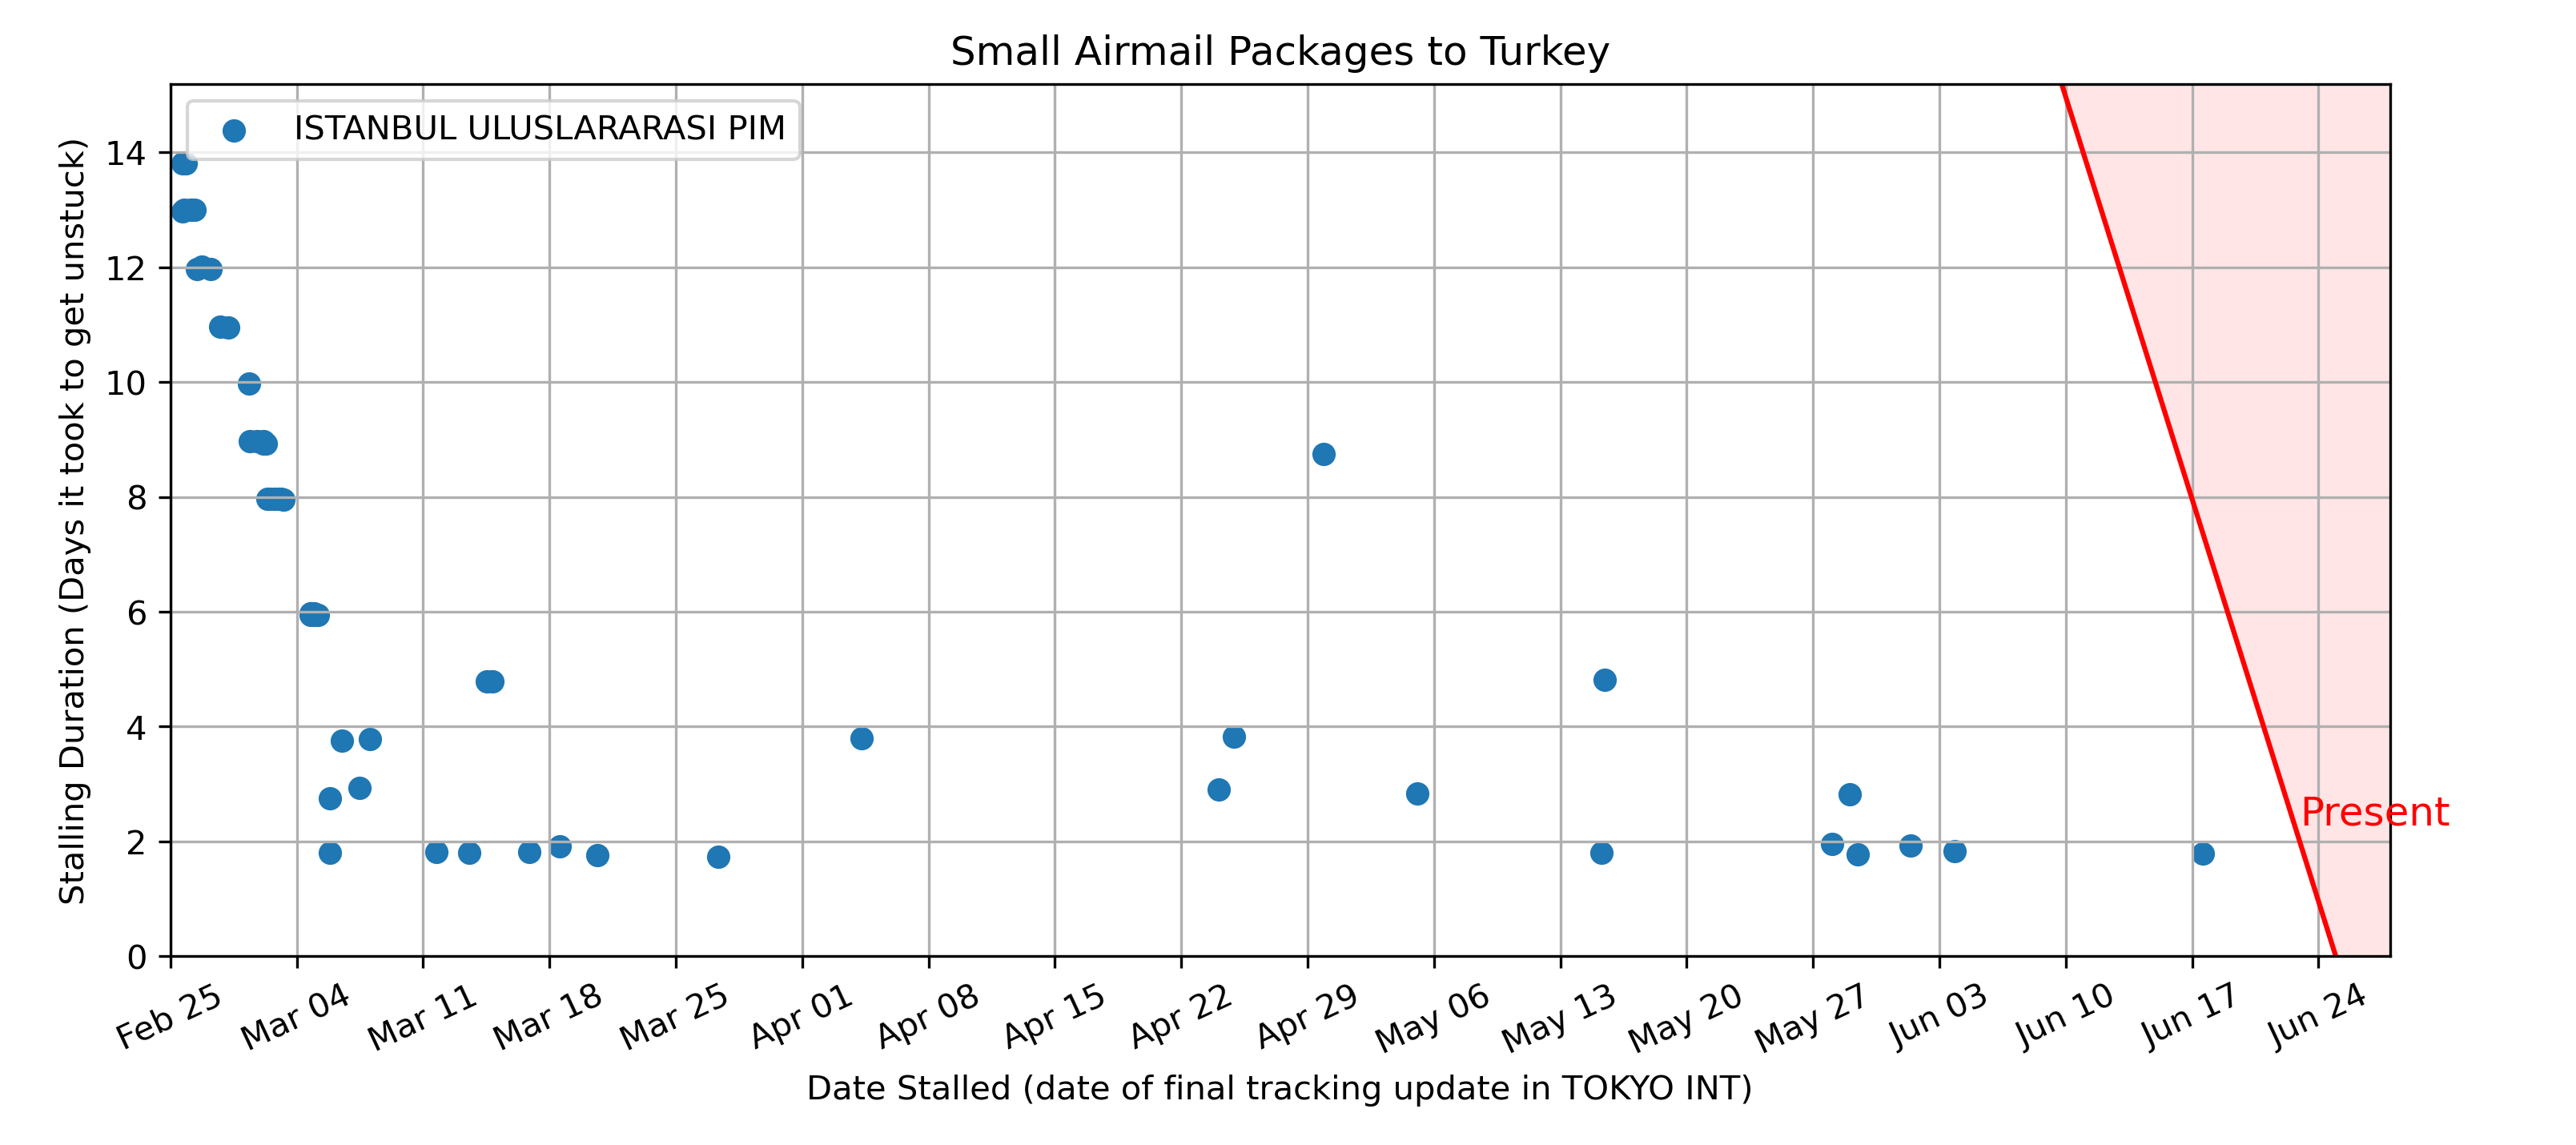 Small Airmail Packages to Turkey
ISTANBUL ULUSLARARASI PIM
Stalling Duration (Days it took to get unstuck)
14
12
10
8
6
4
2
0
Present
Feb 25
Mar 04
Mar 11
Mar 18
Mar 25
Apr 01
Apr 08
Apr 15
Apr 22
Apr 29
May 06
May 13
May 20
May 27
Jun 03
Jun 10
Jun 17
Jun 24
Date Stalled (date of final tracking update in TOKYO INT)